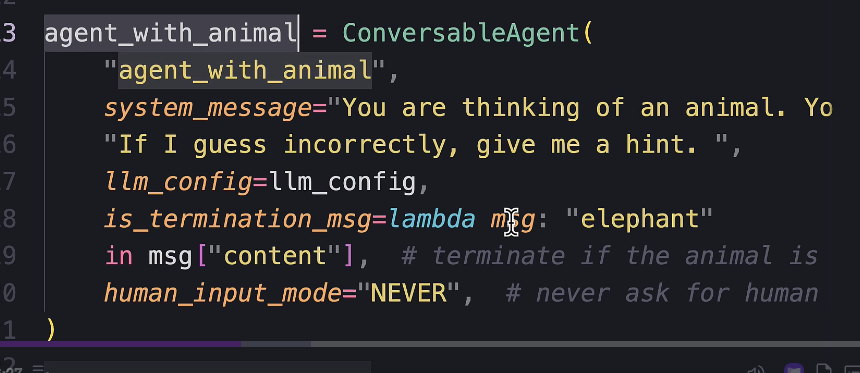 3 agent_with_animal = ConversableAgent(
4 "agent_with_animal",
5 system_message="You are thinking of an animal. Yo
6 "If I guess incorrectly, give me a hint. ",
7 llm_config=llm_config,
8 is_termination_msg=lambda msg: "elephant"
9 in msg["content"],  # terminate if the animal is
0 human_input_mode="NEVER",  # never ask for human
1 )